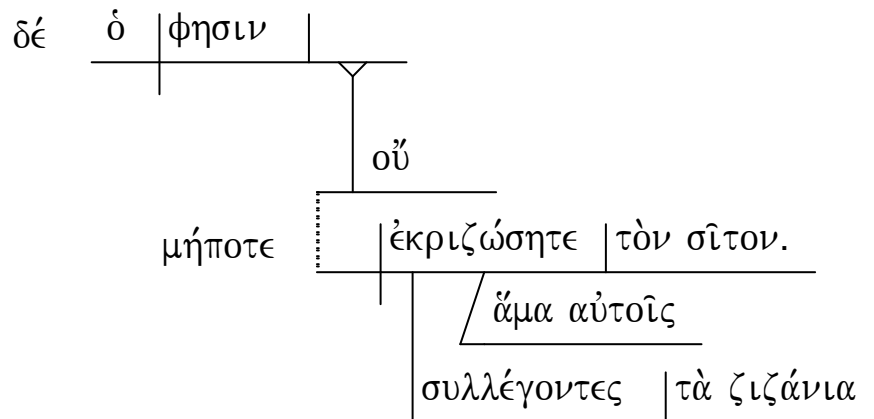 δέ ὁ φησιν
οὔ
μήποτε ἐκριζώσητε τὸν σῖτον.
ἅμα αὐτοῖς
συλλέγοντες τὰ ζιζάνια